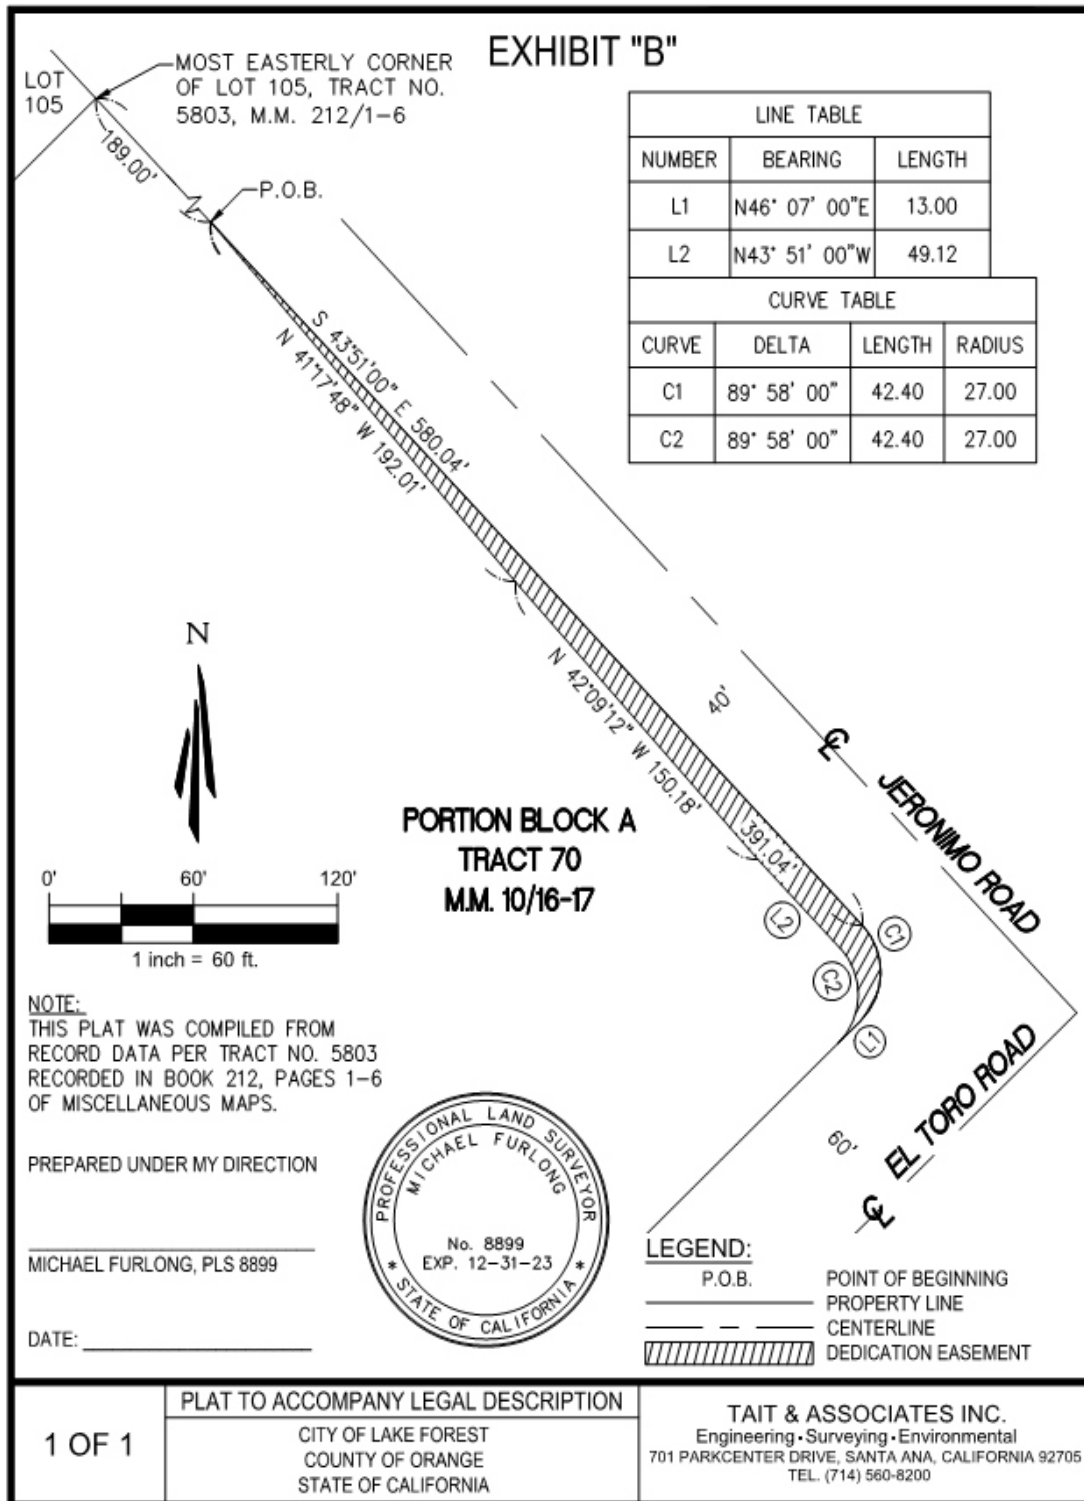 EXHIBIT "B"
LOT
105
MOST EASTERLY CORNER
OF LOT 105, TRACT NO.
5803, M.M. 212/1-6
189.00'
P.O.B.
LINE TABLE
NUMBER BEARING LENGTH
L1 N46° 07' 00"E 13.00
L2 N43° 51' 00"W 49.12
CURVE TABLE
CURVE DELTA LENGTH RADIUS
C1 89° 58' 00" 42.40 27.00
C2 89° 58' 00" 42.40 27.00
S 43°51'00" E 580.04'
N 41°17'48" W 192.01'
N
N 42°09'12" W 150.18'
40'
℄ JERONIMO ROAD
PORTION BLOCK A
TRACT 70
M.M. 10/16-17
391.04'
L2
C1
C2
L1
0' 60' 120'
1 inch = 60 ft.
NOTE:
THIS PLAT WAS COMPILED FROM
RECORD DATA PER TRACT NO. 5803
RECORDED IN BOOK 212, PAGES 1-6
OF MISCELLANEOUS MAPS.
60'
℄ EL TORO ROAD
PREPARED UNDER MY DIRECTION
MICHAEL FURLONG, PLS 8899
DATE:
PROFESSIONAL LAND SURVEYOR
MICHAEL FURLONG
No. 8899
EXP. 12-31-23
* STATE OF CALIFORNIA *
LEGEND:
P.O.B. POINT OF BEGINNING
PROPERTY LINE
CENTERLINE
DEDICATION EASEMENT
1 OF 1
PLAT TO ACCOMPANY LEGAL DESCRIPTION
CITY OF LAKE FOREST
COUNTY OF ORANGE
STATE OF CALIFORNIA
TAIT & ASSOCIATES INC.
Engineering • Surveying • Environmental
701 PARKCENTER DRIVE, SANTA ANA, CALIFORNIA 92705
TEL. (714) 560-8200